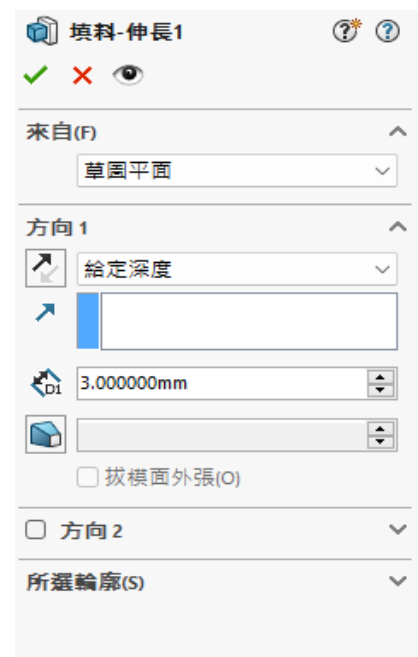 填料-伸長1
來自(F)
草圖平面
方向 1
給定深度
D1
3.000000mm
拔模面外張(O)
方向 2
所選輪廓(S)